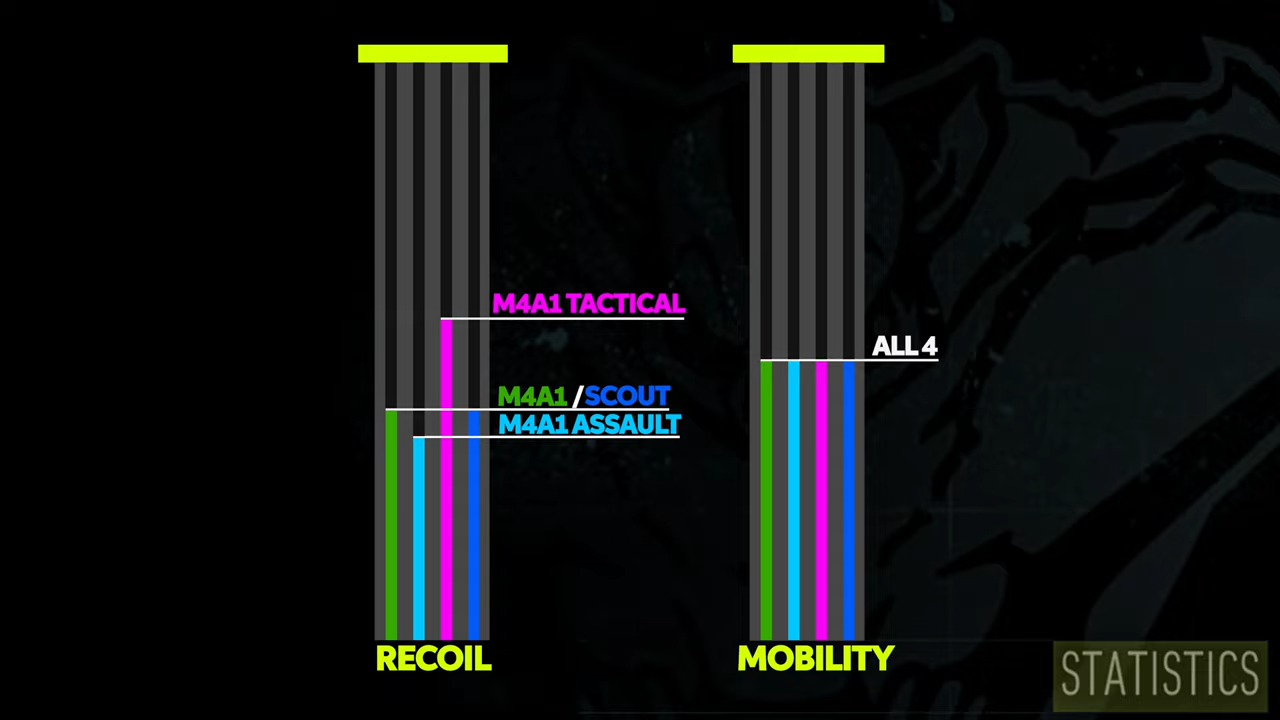 M4A1 TACTICAL
M4A1 / SCOUT
M4A1 ASSAULT
RECOIL
ALL 4
MOBILITY
STATISTICS